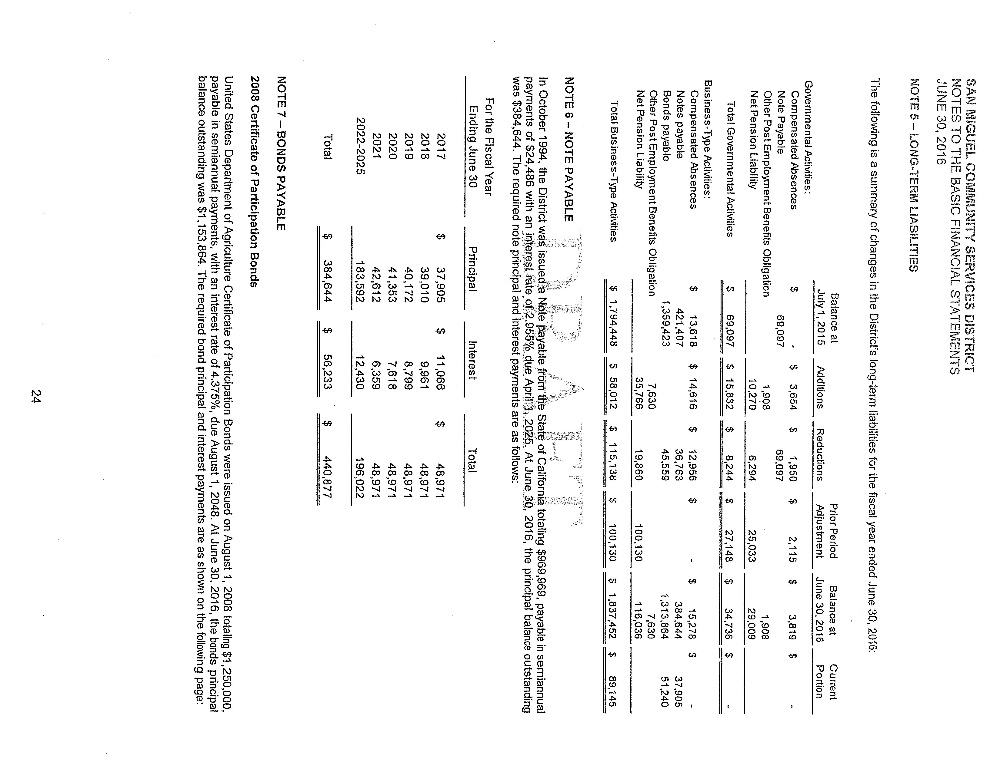 SAN MIGUEL COMMUNITY SERVICES DISTRICT
NOTES TO THE BASIC FINANCIAL STATEMENTS
JUNE 30, 2016
NOTE 5 – LONG-TERM LIABILITIES
The following is a summary of changes in the District's long-term liabilities for the fiscal year ended June 30, 2016:
Balance at Prior Period Balance at Current
July 1, 2015 Additions Reductions Adjustment June 30, 2016 Portion
Governmental Activities:
Compensated Absences $ - $ 3,654 $ 1,950 $ 2,115 $ 3,819 $ -
Note Payable 69,097 69,097
Other Post Employment Benefits Obligation 1,908 1,908
Net Pension Liability 10,270 6,294 25,033 29,009
Total Governmental Activities $ 69,097 $ 15,832 $ 8,244 $ 27,148 $ 34,736 $ -
Business-Type Activities:
Compensated Absences $ 13,618 $ 14,616 $ 12,956 $ - $ 15,278 $ -
Notes payable 421,407 36,763 384,644 37,905
Bonds payable 1,359,423 45,559 1,313,864 51,240
Other Post Employment Benefits Obligation 7,630 7,630
Net Pension Liability 35,766 19,860 100,130 116,036
Total Business-Type Activities $ 1,794,448 $ 58,012 $ 115,138 $ 100,130 $ 1,837,452 $ 89,145
DRAFT
NOTE 6 – NOTE PAYABLE
In October 1994, the District was issued a Note payable from the State of California totaling $969,969, payable in semiannual
payments of $24,486 with an interest rate of 2.955% due April 1, 2025. At June 30, 2016, the principal balance outstanding
was $384,644. The required note principal and interest payments are as follows:
For the Fiscal Year
Ending June 30 Principal Interest Total
2017 $ 37,905 $ 11,066 $ 48,971
2018 39,010 9,961 48,971
2019 40,172 8,799 48,971
2020 41,353 7,618 48,971
2021 42,612 6,359 48,971
2022-2025 183,592 12,430 196,022
Total $ 384,644 $ 56,233 $ 440,877
NOTE 7 – BONDS PAYABLE
2008 Certificate of Participation Bonds
United States Department of Agriculture Certificate of Participation Bonds were issued on August 1, 2008 totaling $1,250,000,
payable in semiannual payments, with an interest rate of 4.375%, due August 1, 2048. At June 30, 2016, the bonds principal
balance outstanding was $1,153,864. The required bond principal and interest payments are as shown on the following page:
24